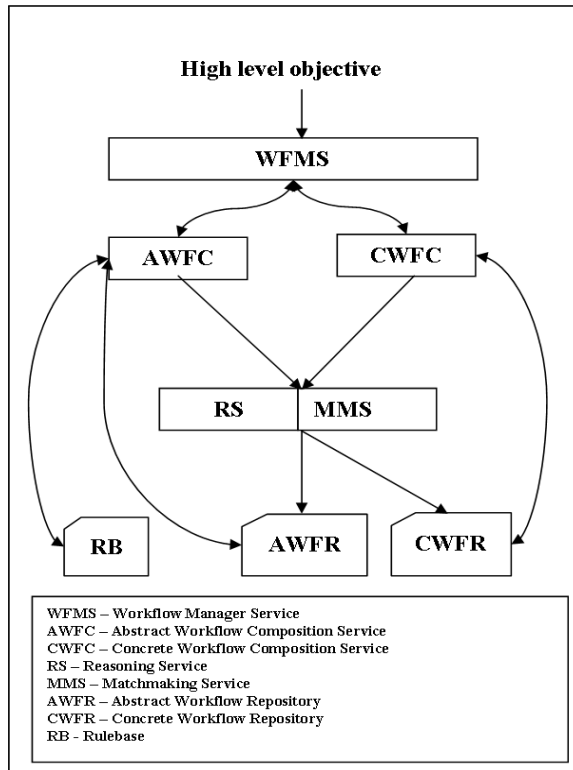 High level objective
WFMS
AWFC
CWFC
RS
MMS
RB
AWFR
CWFR
WFMS – Workflow Manager Service
AWFC – Abstract Workflow Composition Service
CWFC – Concrete Workflow Composition Service
RS – Reasoning Service
MMS – Matchmaking Service
AWFR – Abstract Workflow Repository
CWFR – Concrete Workflow Repository
RB - Rulebase